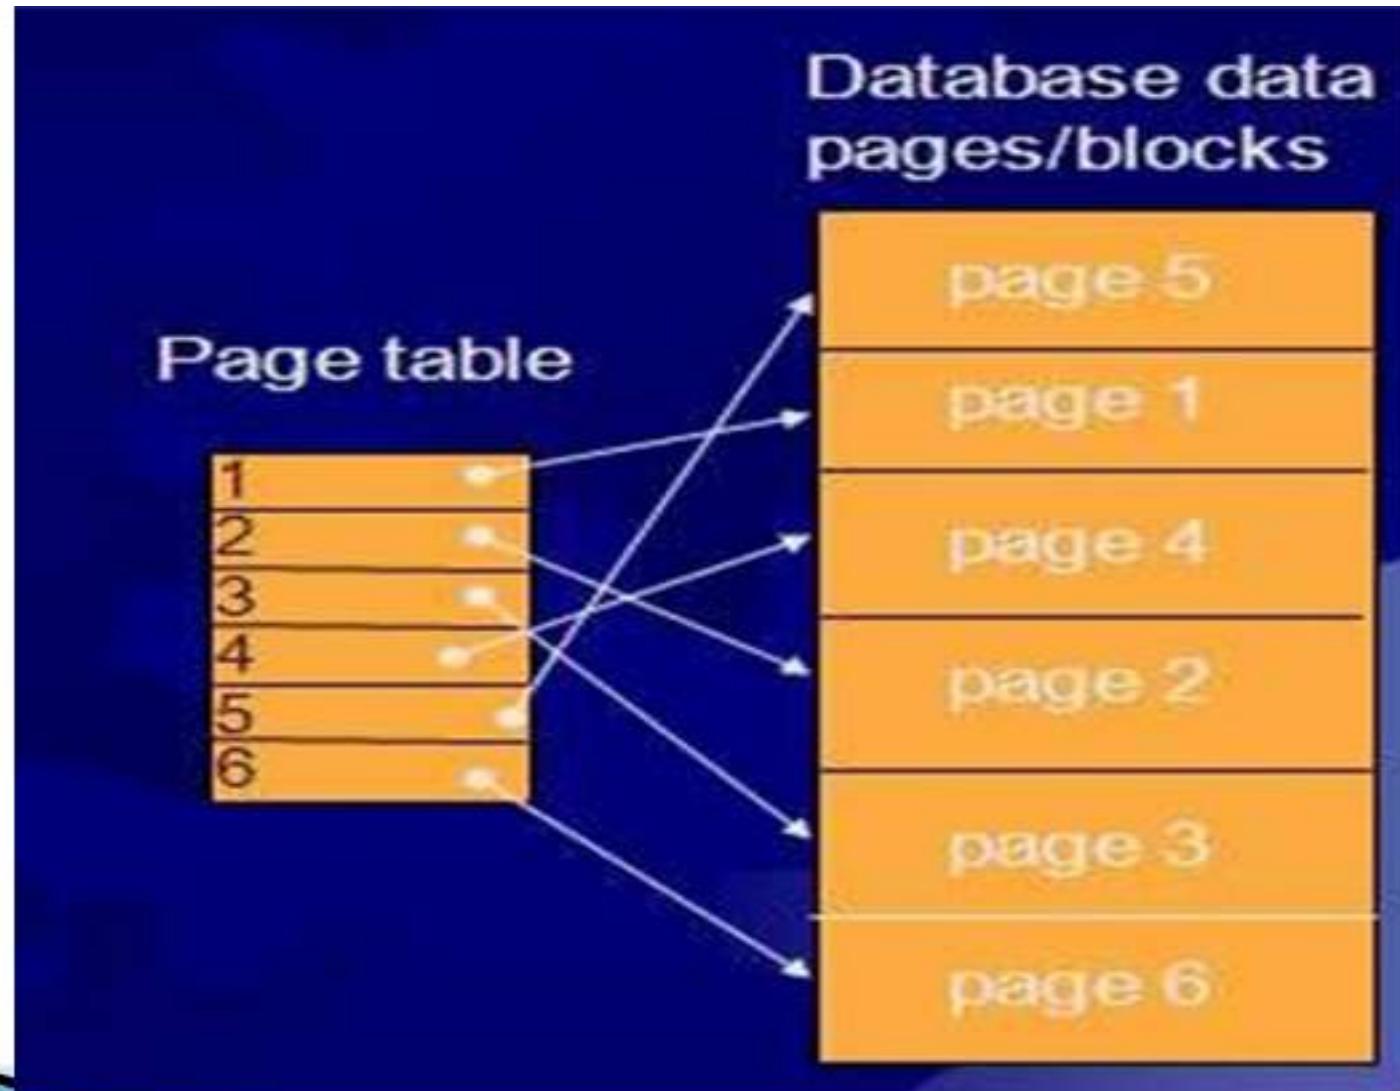 Database data
pages/blocks
page 5
page 1
page 4
page 2
page 3
page 6
Page table
1
2
3
4
5
6